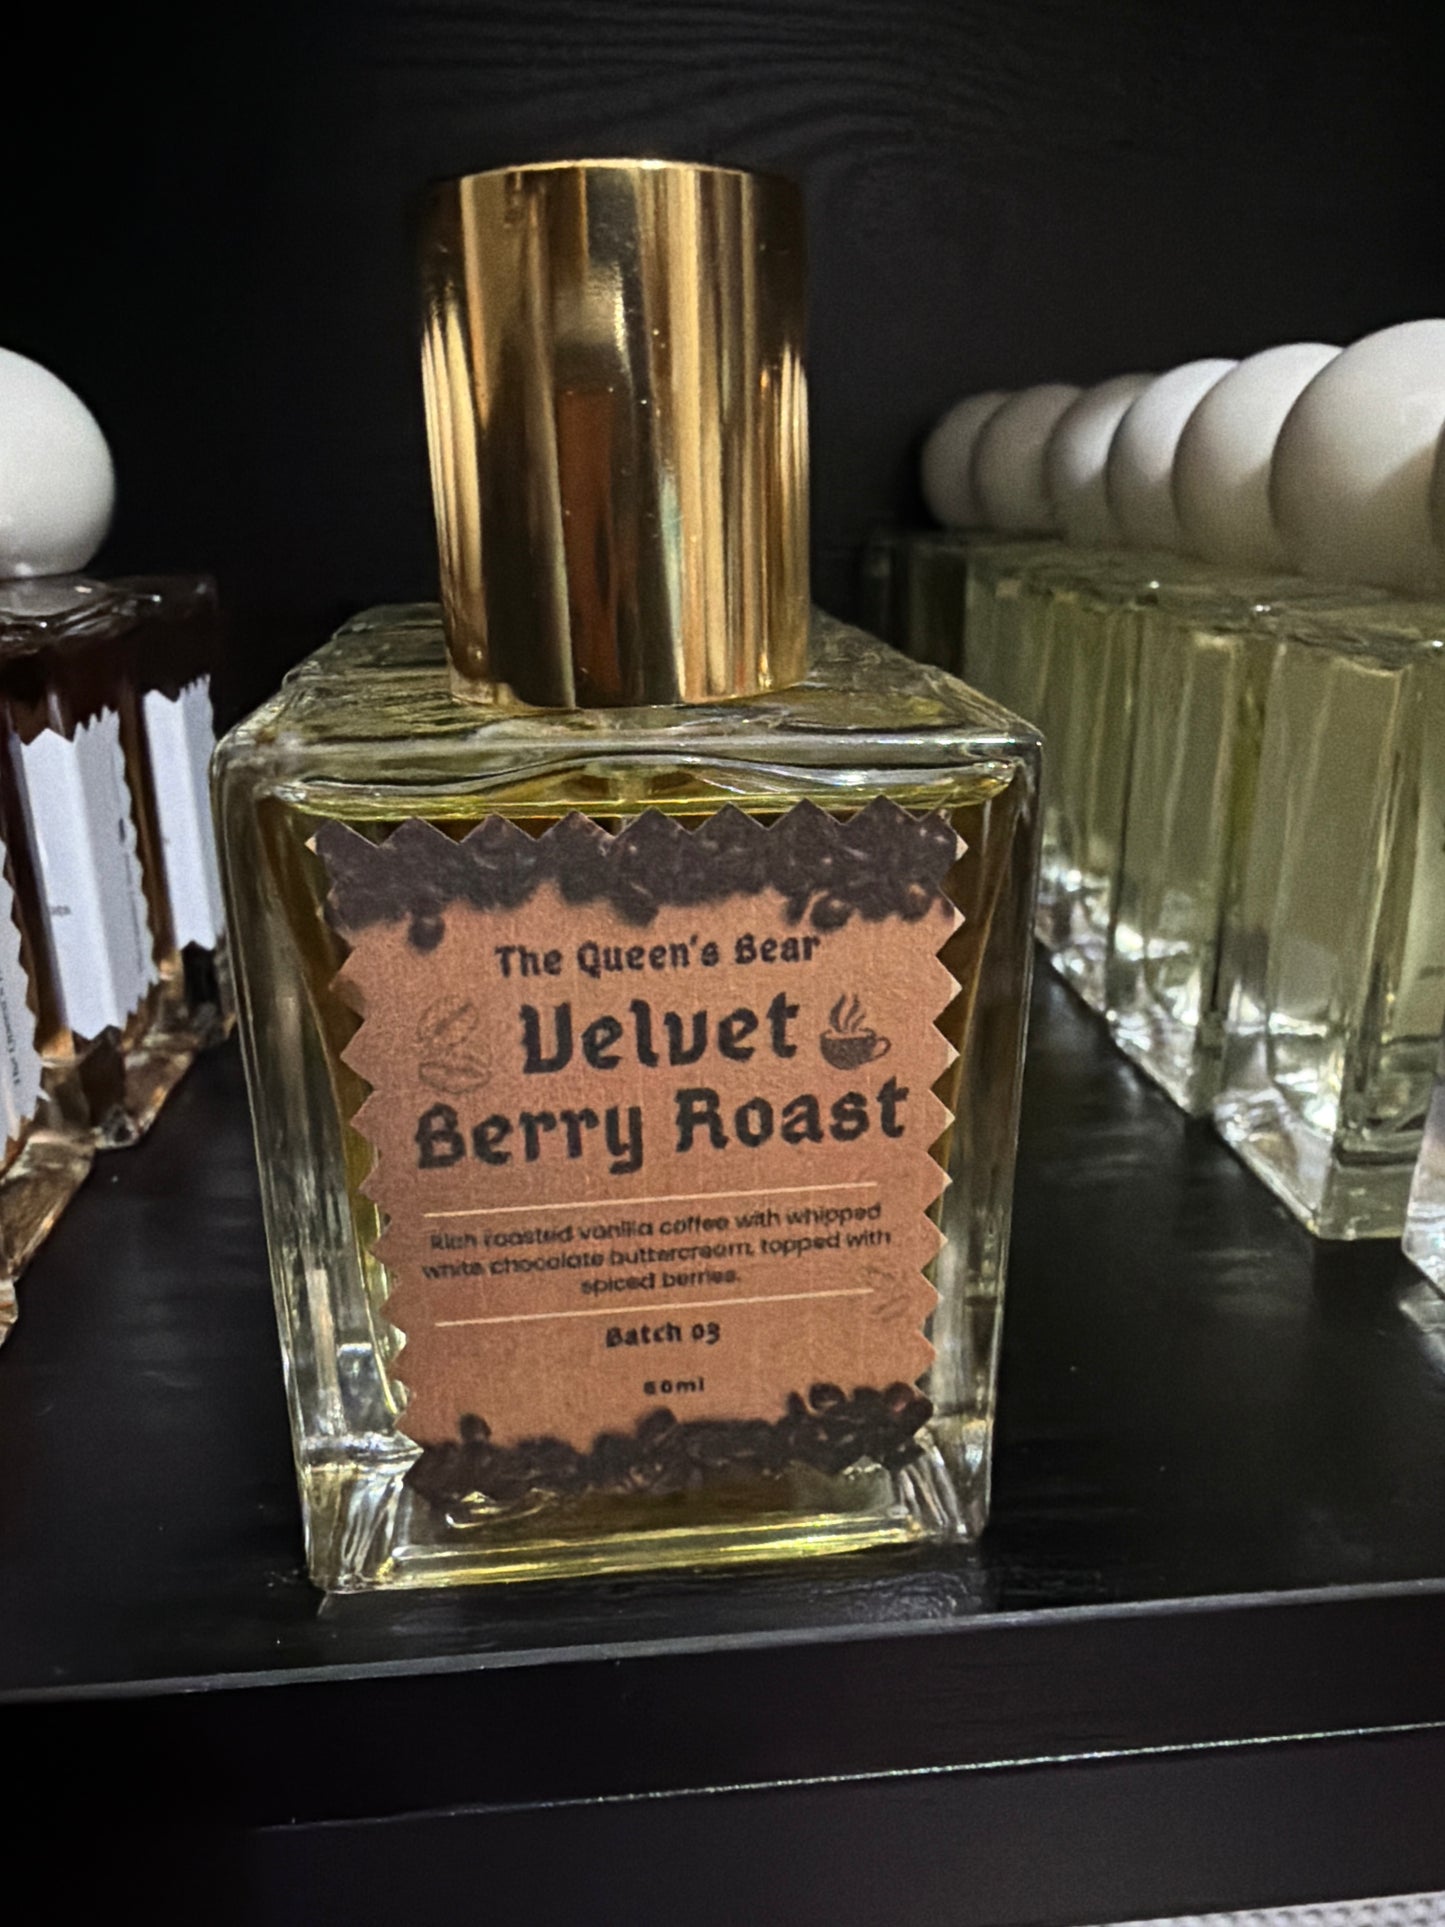 The Queen's Bear
Velvet
Berry Roast
Rich roasted vanilla coffee with whipped
white chocolate buttercream, topped with
spiced berries.
Batch 03
60ml